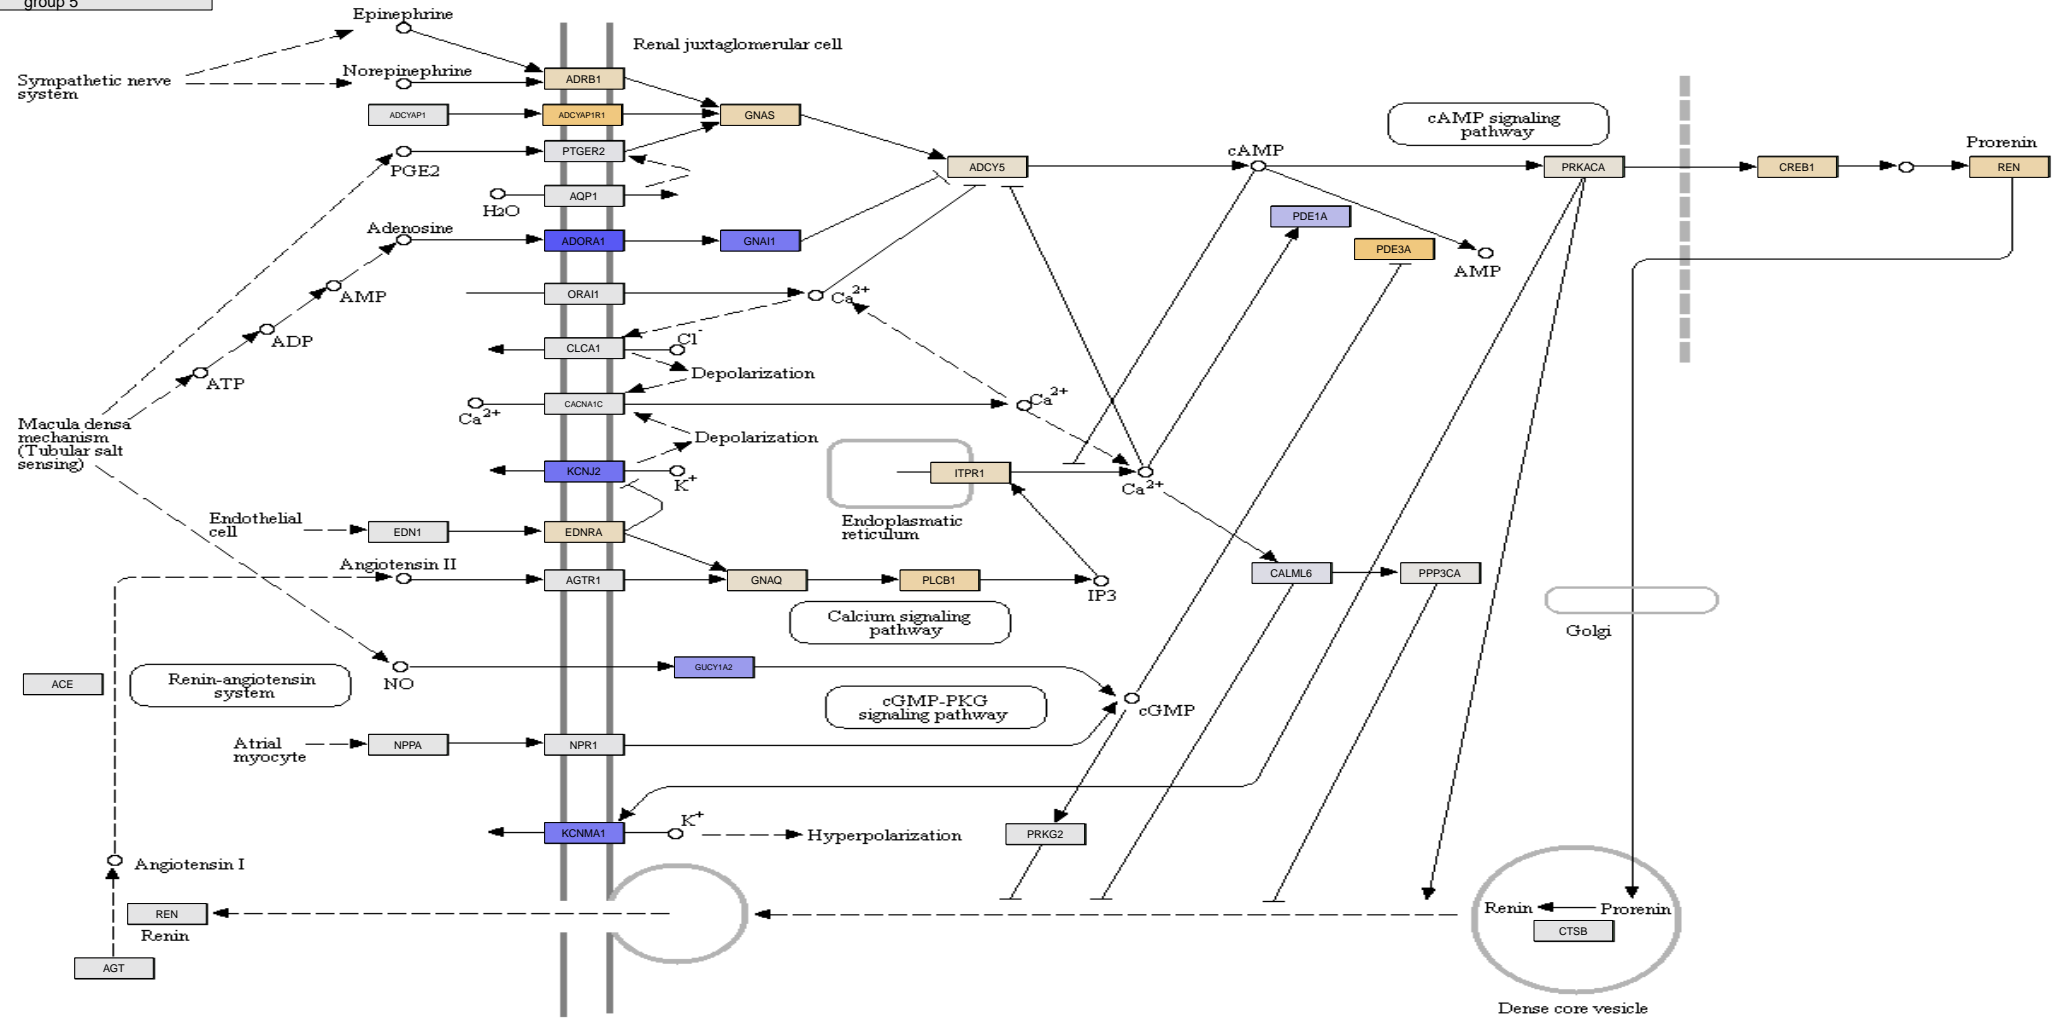 group 5
Epinephrine
Renal juxtaglomerular cell
Sympathetic nerve
system
Norepinephrine
ADRB1
ADCYAP1
ADCYAP1R1
GNAS
cAMP signaling
pathway
PTGER2
PGE2
ADCY5
cAMP
PRKACA
CREB1
Prorenin
REN
AQP1
H2O
PDE1A
Adenosine
ADORA1
GNAI1
PDE3A
AMP
AMP
ORAI1
Ca2+
ADP
CLCA1
Cl-
Depolarization
ATP
CACNA1C
Ca2+
Ca2+
Macula densa
mechanism
(Tubular salt
sensing)
Depolarization
KCNJ2
K+
ITPR1
Ca2+
Endoplasmatic
reticulum
Endothelial
cell
EDN1
EDNRA
Angiotensin II
AGTR1
GNAQ
PLCB1
IP3
CALML6
PPP3CA
Calcium signaling
pathway
Golgi
ACE
Renin-angiotensin
system
NO
GUCY1A2
cGMP-PKG
signaling pathway
cGMP
Atrial
myocyte
NPPA
NPR1
KCNMA1
K+
Hyperpolarization
PRKG2
Angiotensin I
REN
Renin
AGT
Renin
Prorenin
CTSB
Dense core vesicle